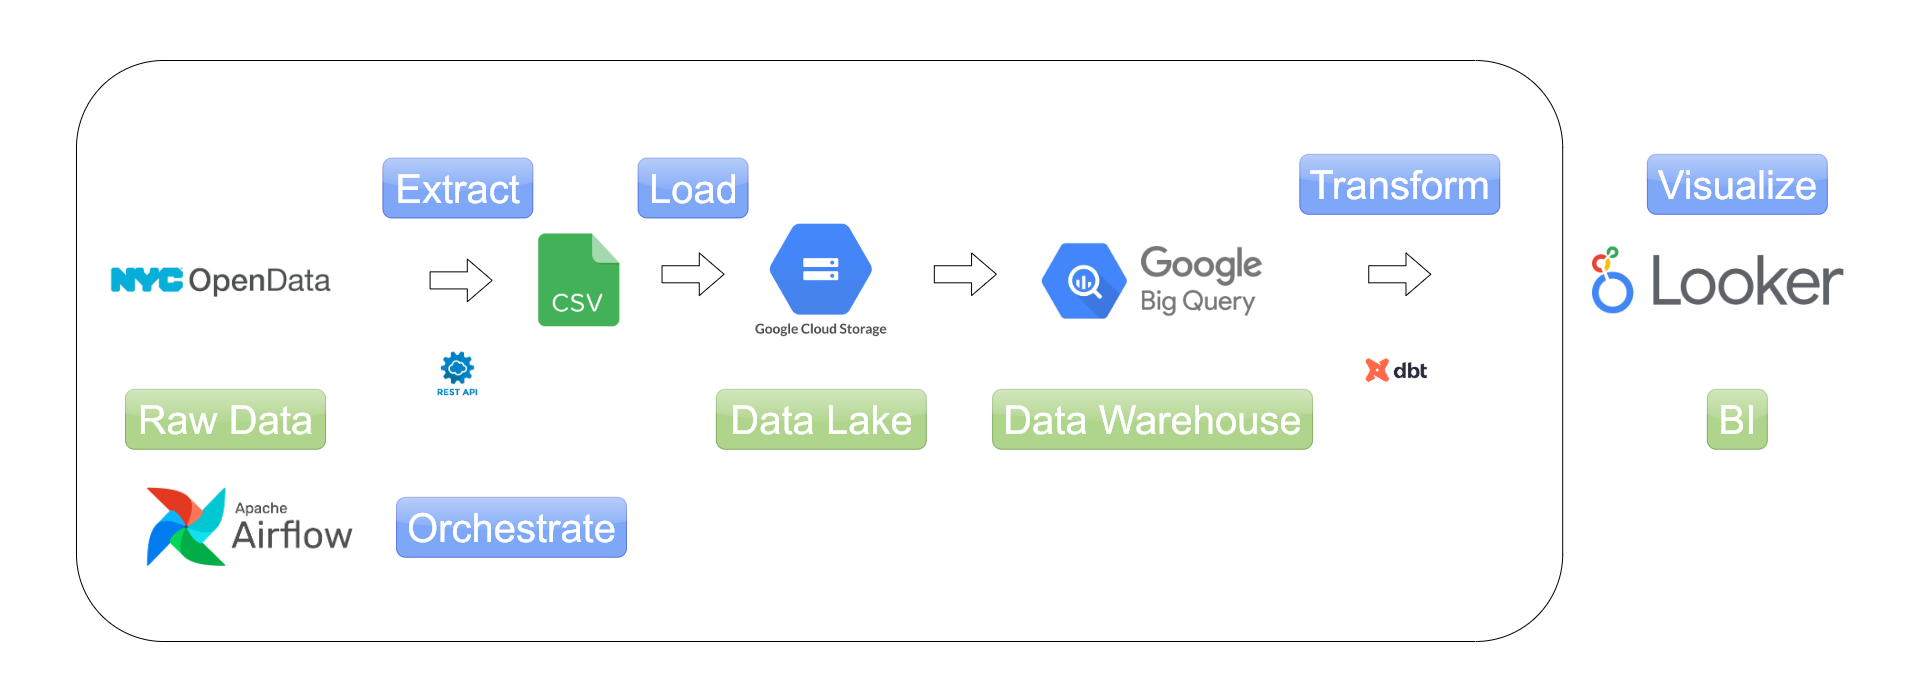 Extract
Load
Transform
Visualize
NYC OpenData
CSV
Google Cloud Storage
Google
Big Query
Looker
REST API
dbt
Raw Data
Data Lake
Data Warehouse
BI
Apache
Airflow
Orchestrate